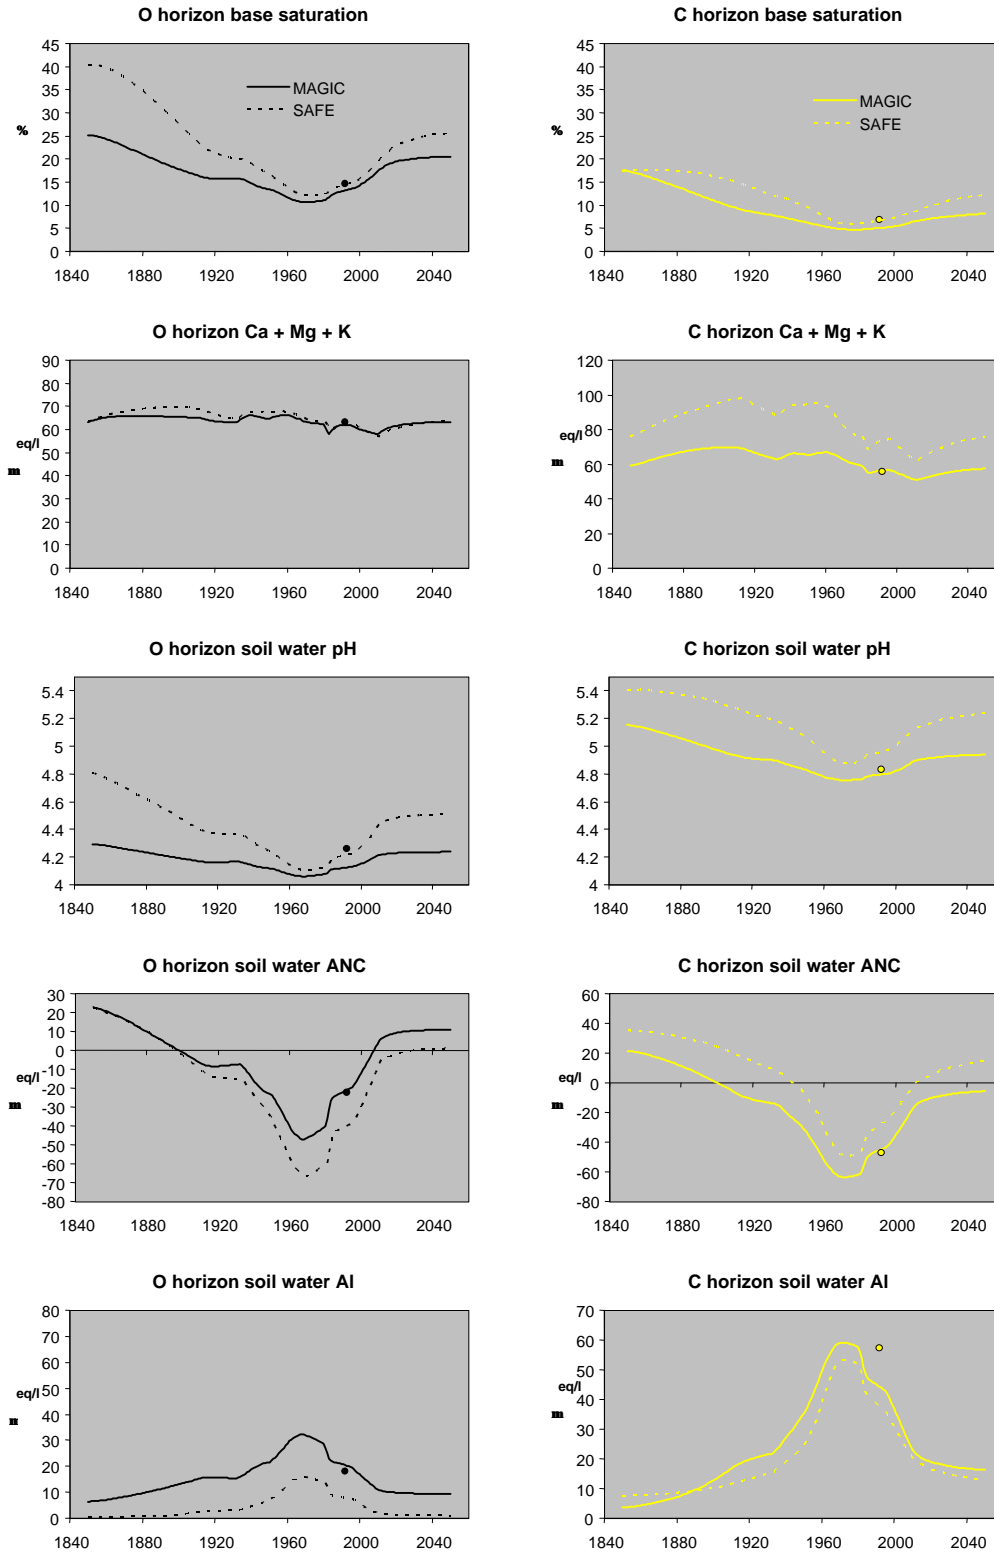 O horizon base saturation
45
40
35
30
25
20
15
10
5
0
%
MAGIC
SAFE
1840 1880 1920 1960 2000 2040
C horizon base saturation
45
40
35
30
25
20
15
10
5
0
%
MAGIC
SAFE
1840 1880 1920 1960 2000 2040
O horizon Ca + Mg + K
90
80
70
60
50
40
30
20
10
0
eq/l
m
1840 1880 1920 1960 2000 2040
C horizon Ca + Mg + K
120
100
80
60
40
20
0
eq/l
m
1840 1880 1920 1960 2000 2040
O horizon soil water pH
5.4
5.2
5
4.8
4.6
4.4
4.2
4
1840 1880 1920 1960 2000 2040
C horizon soil water pH
5.4
5.2
5
4.8
4.6
4.4
4.2
4
1840 1880 1920 1960 2000 2040
O horizon soil water ANC
30
20
10
0
-10
-20
-30
-40
-50
-60
-70
-80
eq/l
m
1840 1880 1920 1960 2000 2040
C horizon soil water ANC
60
40
20
0
-20
-40
-60
-80
eq/l
m
1840 1880 1920 1960 2000 2040
O horizon soil water Al
80
70
60
50
40
30
20
10
0
eq/l
m
1840 1880 1920 1960 2000 2040
C horizon soil water Al
70
60
50
40
30
20
10
0
eq/l
m
1840 1880 1920 1960 2000 2040